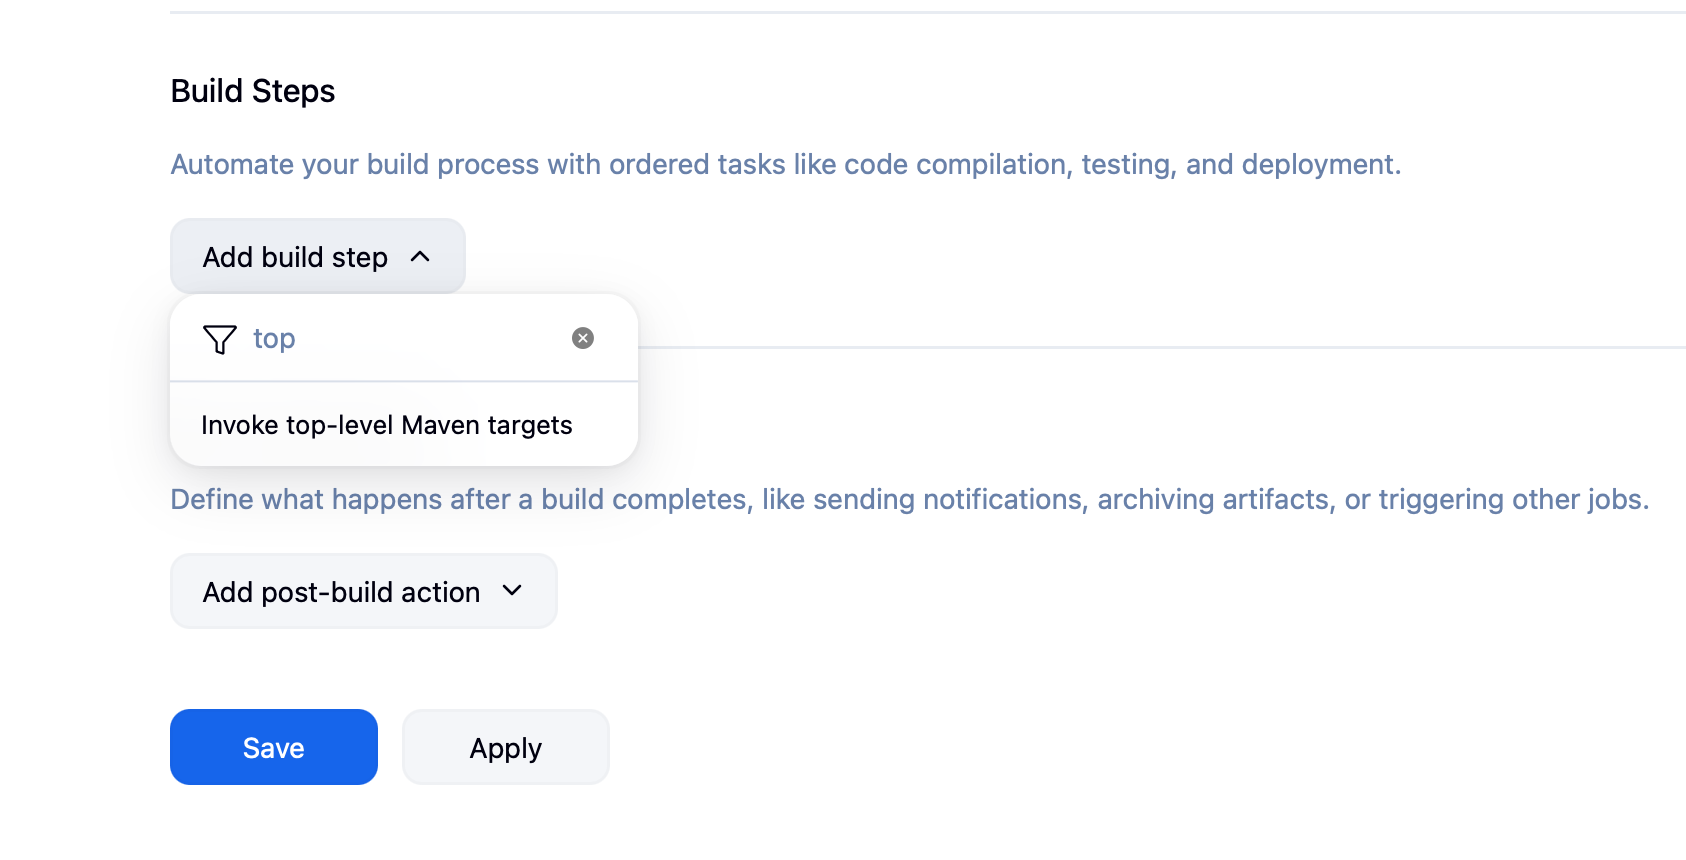 Build Steps
Automate your build process with ordered tasks like code compilation, testing, and deployment.
Add build step
top
Invoke top-level Maven targets
Define what happens after a build completes, like sending notifications, archiving artifacts, or triggering other jobs.
Add post-build action
Save
Apply